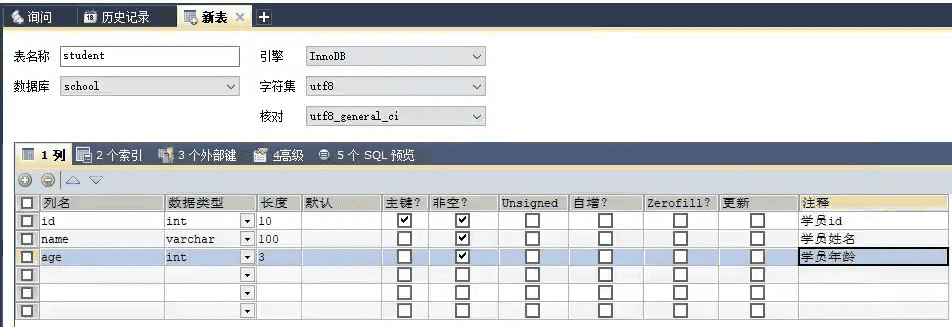 询问 历史记录 新表
表名称 student 引擎 InnoDB
数据库 school 字符集 utf8
核对 utf8_general_ci
1 列 2 个索引 3 个外部键 4高级 5 个 SQL 预览
列名 数据类型 长度 默认 主键? 非空? Unsigned 自增? Zerofill? 更新 注释
id int 10 学员id
name varchar 100 学员姓名
age int 3 学员年龄